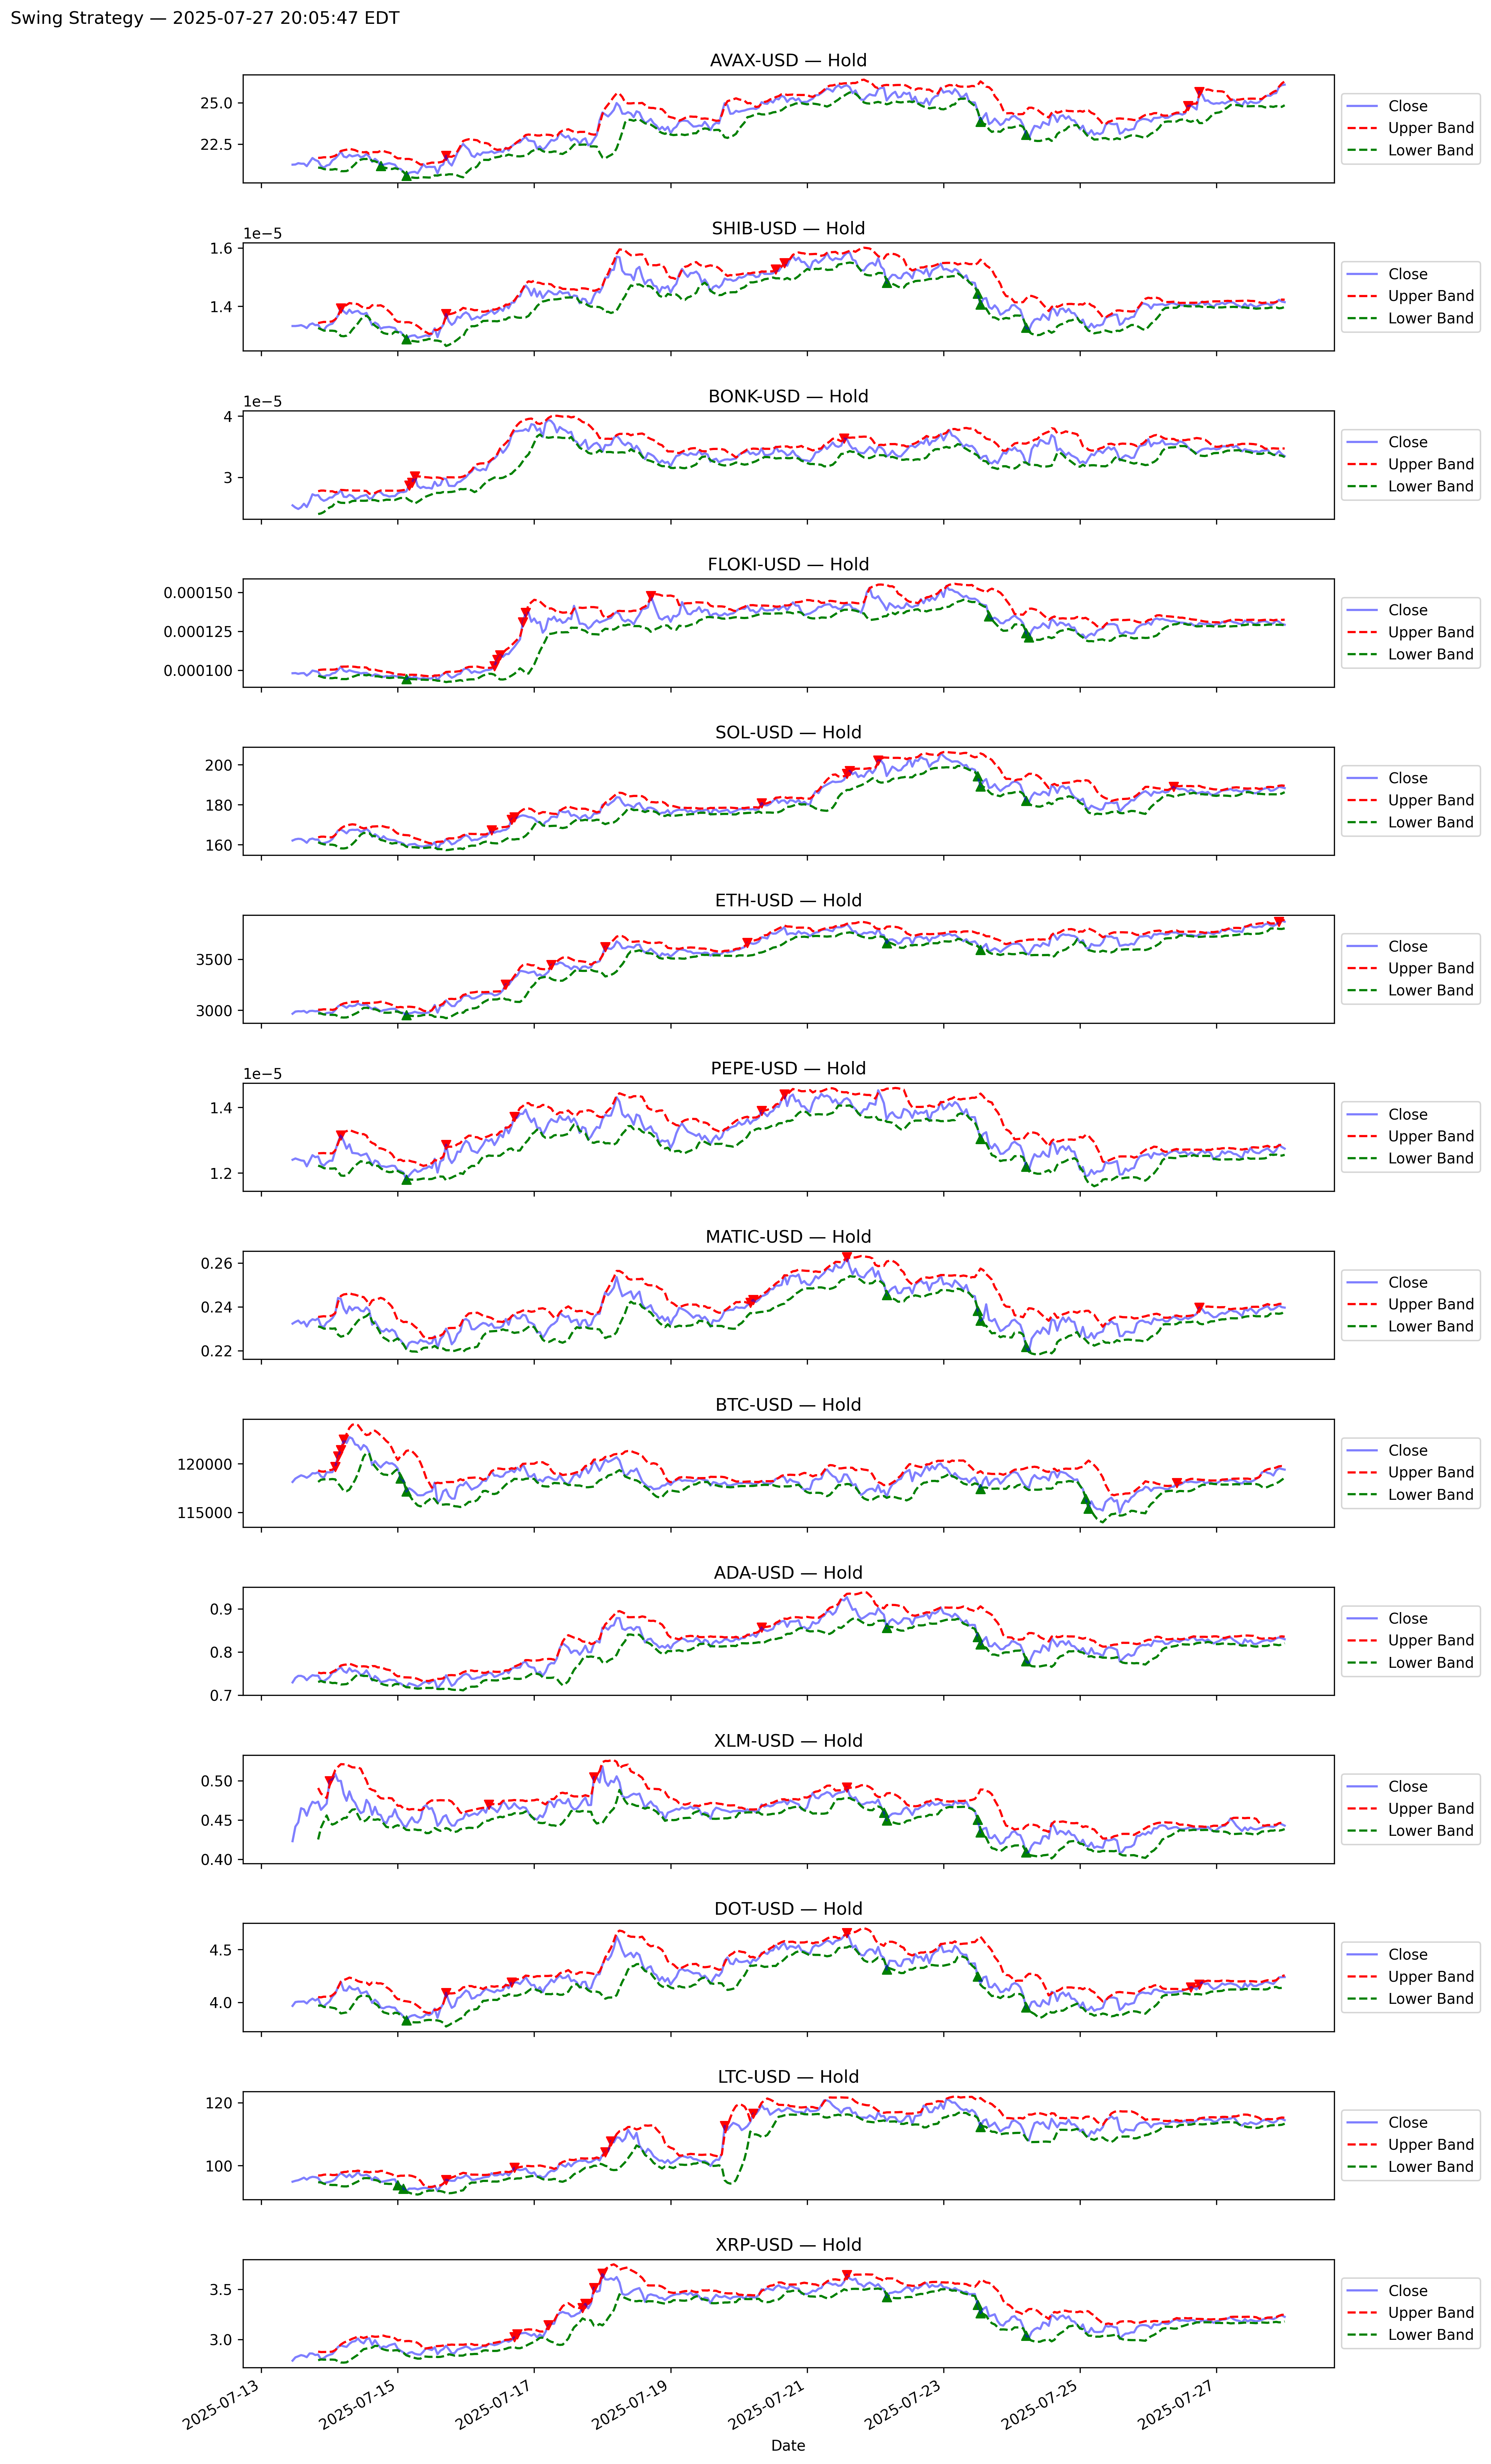 Swing Strategy — 2025-07-27 20:05:47 EDT
AVAX-USD — Hold
25.0
22.5
Close
Upper Band
Lower Band
SHIB-USD — Hold
1e−5
1.6
1.4
Close
Upper Band
Lower Band
BONK-USD — Hold
1e−5
4
3
Close
Upper Band
Lower Band
FLOKI-USD — Hold
0.000150
0.000125
0.000100
Close
Upper Band
Lower Band
SOL-USD — Hold
200
180
160
Close
Upper Band
Lower Band
ETH-USD — Hold
3500
3000
Close
Upper Band
Lower Band
PEPE-USD — Hold
1e−5
1.4
1.2
Close
Upper Band
Lower Band
MATIC-USD — Hold
0.26
0.24
0.22
Close
Upper Band
Lower Band
BTC-USD — Hold
120000
115000
Close
Upper Band
Lower Band
ADA-USD — Hold
0.9
0.8
0.7
Close
Upper Band
Lower Band
XLM-USD — Hold
0.50
0.45
0.40
Close
Upper Band
Lower Band
DOT-USD — Hold
4.5
4.0
Close
Upper Band
Lower Band
LTC-USD — Hold
120
100
Close
Upper Band
Lower Band
XRP-USD — Hold
3.5
3.0
Close
Upper Band
Lower Band
2025-07-13
2025-07-15
2025-07-17
2025-07-19
2025-07-21
2025-07-23
2025-07-25
2025-07-27
Date